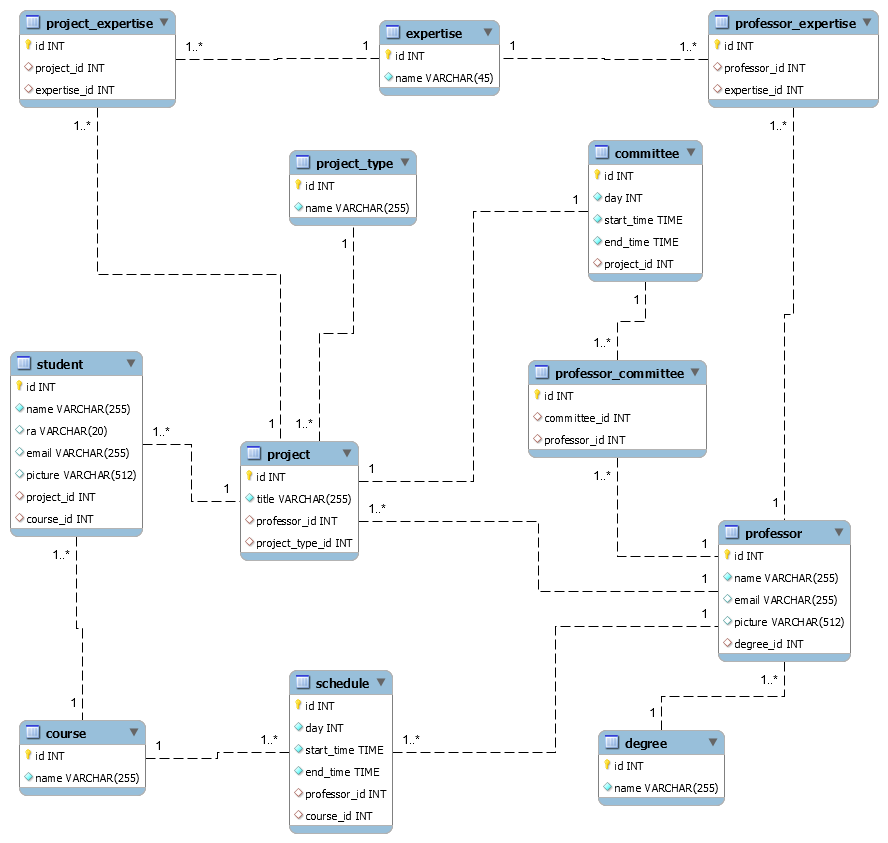 project_expertise
id INT
project_id INT
expertise_id INT
1..*
1
expertise
id INT
name VARCHAR(45)
1
1..*
professor_expertise
id INT
professor_id INT
expertise_id INT
1..*
1..*
project_type
id INT
name VARCHAR(255)
1
committee
id INT
day INT
start_time TIME
end_time TIME
project_id INT
1
1
1..*
professor_committee
id INT
committee_id INT
professor_id INT
1..*
student
id INT
name VARCHAR(255)
ra VARCHAR(20)
email VARCHAR(255)
picture VARCHAR(512)
project_id INT
course_id INT
1..*
1..*
1
1..*
1
project
id INT
title VARCHAR(255)
professor_id INT
project_type_id INT
1
1..*
1
professor
id INT
name VARCHAR(255)
email VARCHAR(255)
picture VARCHAR(512)
degree_id INT
1
1
1
1..*
1
course
id INT
name VARCHAR(255)
1
1..*
schedule
id INT
day INT
start_time TIME
end_time TIME
professor_id INT
course_id INT
1..*
1
degree
id INT
name VARCHAR(255)